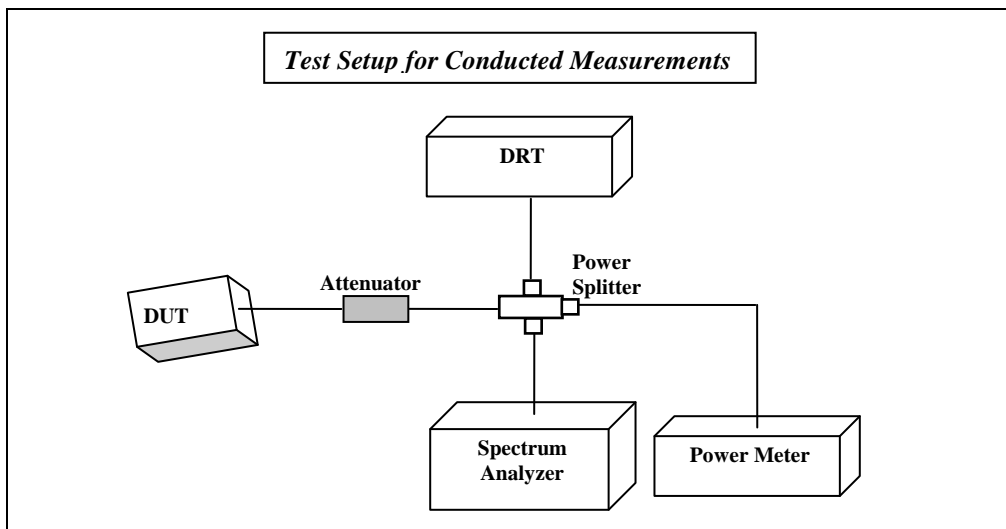 Test Setup for Conducted Measurements
DRT
Power
Splitter
Attenuator
DUT
Spectrum
Analyzer
Power Meter